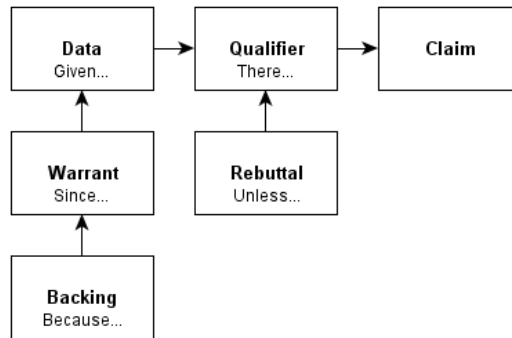 Data
Given...
Qualifier
There...
Claim
Warrant
Since...
Rebuttal
Unless...
Backing
Because...